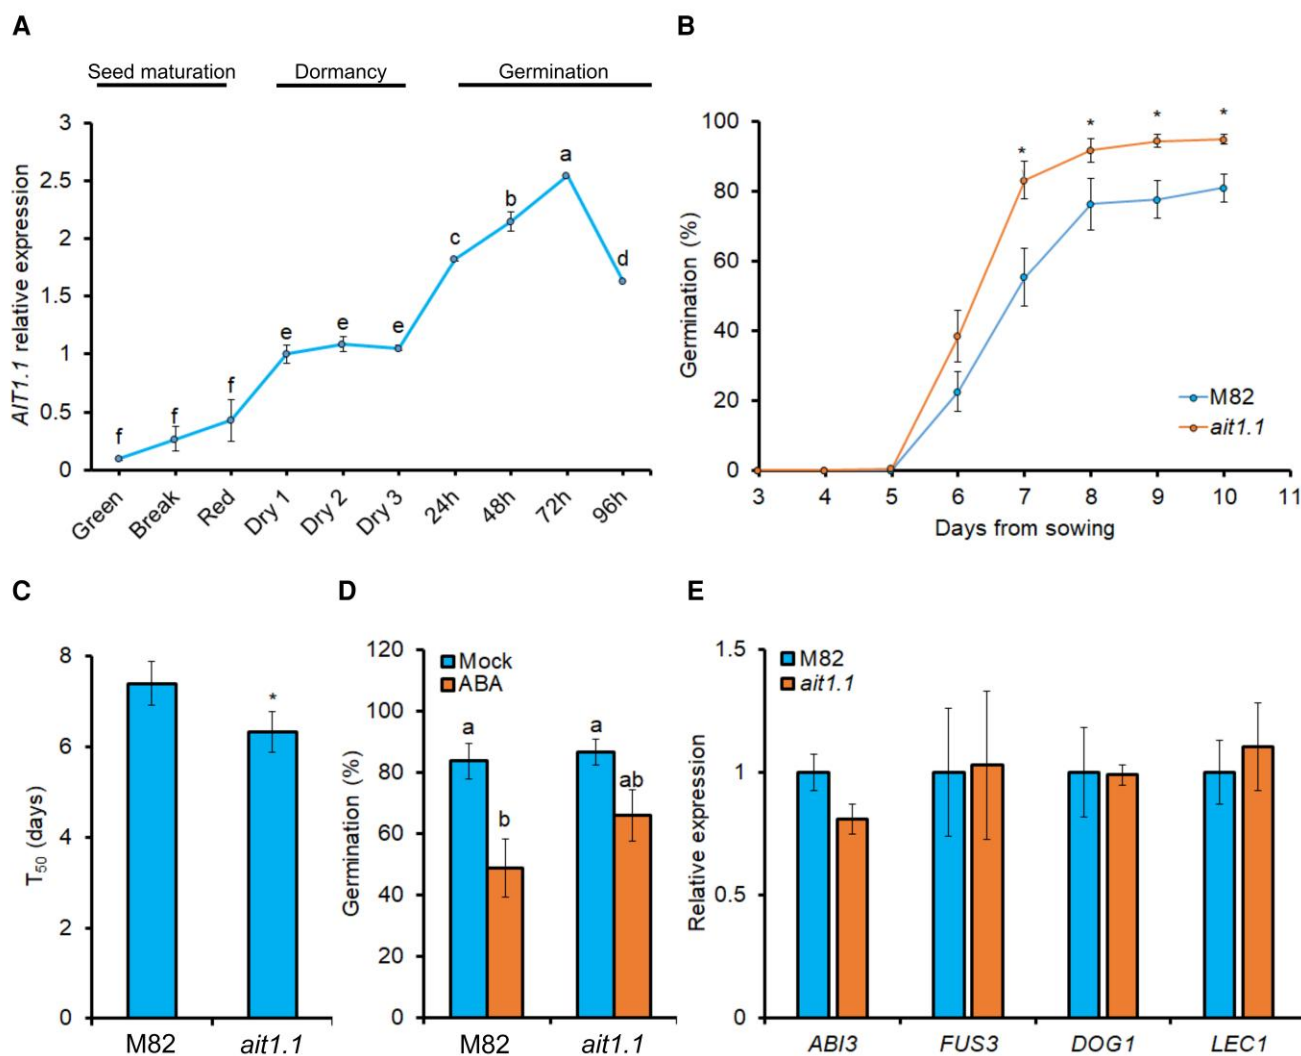 A
Seed maturation Dormancy Germination
AIT1.1 relative expression
3
2.5
2
1.5
1
0.5
0
f f f e e e c b a d
Green Break Red Dry 1 Dry 2 Dry 3 24h 48h 72h 96h
B
Germination (%)
100
80
60
40
20
0
* * * *
M82
ait1.1
3 4 5 6 7 8 9 10 11
Days from sowing
C
T50 (days)
8
6
4
2
0
*
M82 ait1.1
D
Germination (%)
120
100
80
60
40
20
0
Mock
ABA
a b a ab
M82 ait1.1
E
Relative expression
1.5
1
0.5
0
M82
ait1.1
ABI3 FUS3 DOG1 LEC1